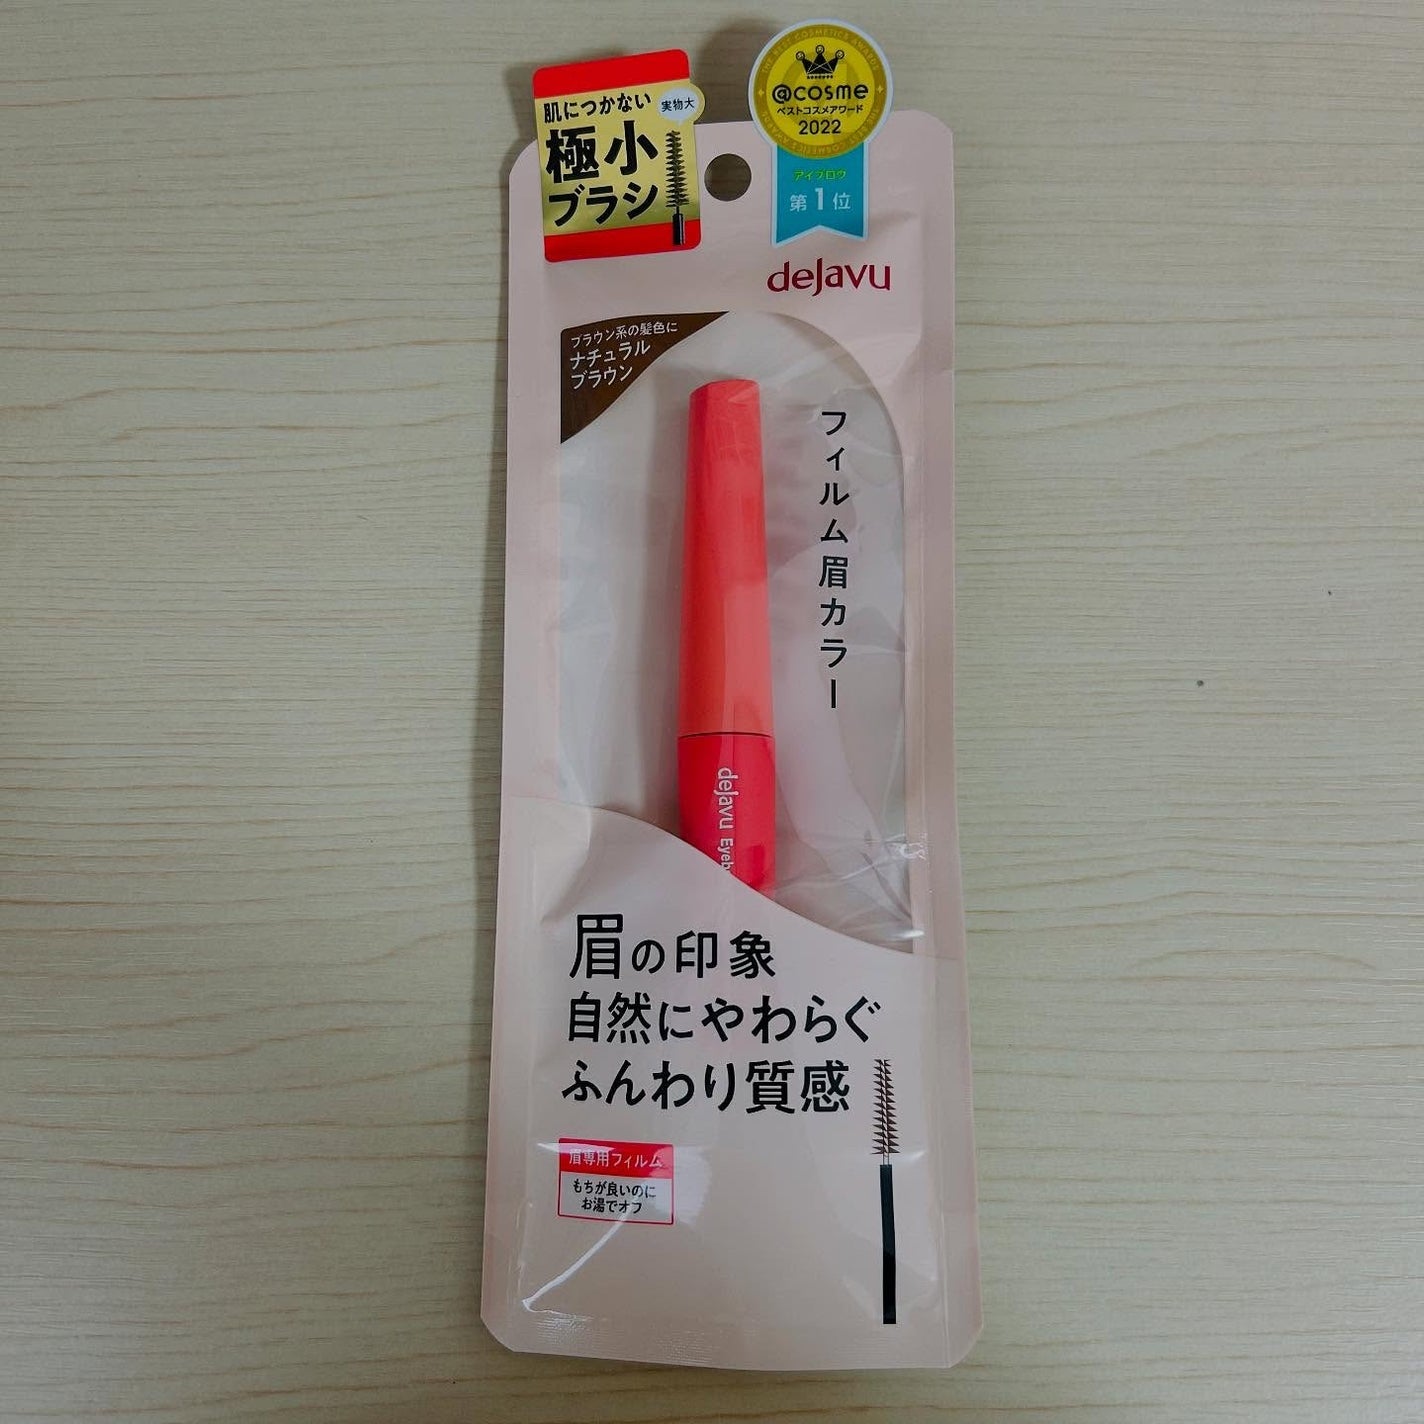 肌につかない
実物大
極小
ブラシ
THE BEST COSMETICS AWARDS
@cosme
ベストコスメアワード
2022
THE BEST COSMETICS AWARDS
アイブロウ
第1位
dejavu
ブラウン系の髪色に
ナチュラル
ブラウン
フィルム眉カラー
dejavu Eyeb
眉の印象
自然にやわらぐ
ふんわり質感
眉専用フィルム
もちが良いのに
お湯でオフ